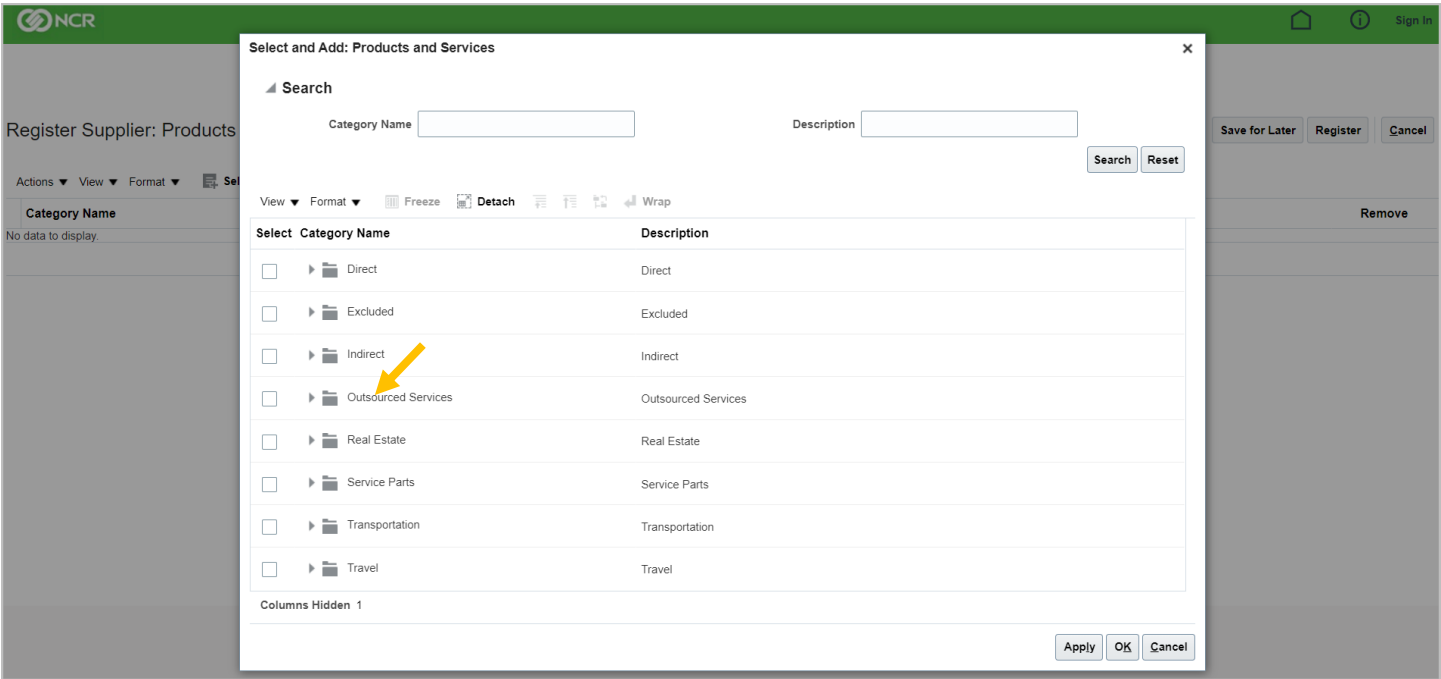 NCR
Sign In
Select and Add: Products and Services
Search
Category Name
Description
Register Supplier: Products
Save for Later Register Cancel
Search Reset
Actions View Format Sel
View Format Freeze Detach Wrap
Category Name
Remove
No data to display.
Select Category Name Description
Direct Direct
Excluded Excluded
Indirect Indirect
Outsourced Services Outsourced Services
Real Estate Real Estate
Service Parts Service Parts
Transportation Transportation
Travel Travel
Columns Hidden 1
Apply OK Cancel